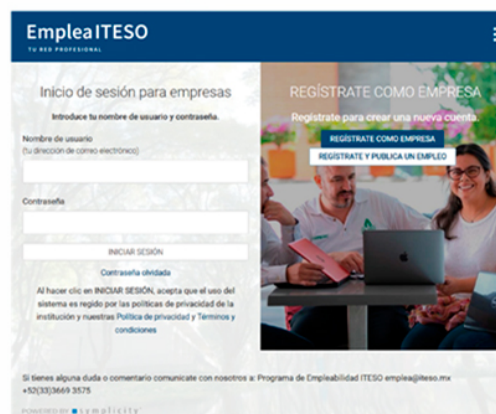 Emplea ITESO
TU RED PROFESIONAL
Inicio de sesión para empresas
Introduce tu nombre de usuario y contraseña.
Nombre de usuario
(tu dirección de correo electrónico)
Contraseña
INICIAR SESIÓN
Contraseña olvidada
Al hacer clic en INICIAR SESIÓN, acepta que el uso del
sistema es regido por las políticas de privacidad de la
institución y nuestras Política de privacidad y Términos y
condiciones
REGÍSTRATE COMO EMPRESA
Regístrate para crear una nueva cuenta.
REGÍSTRATE COMO EMPRESA
REGÍSTRATE Y PUBLICA UN EMPLEO
Si tienes alguna duda o comentario comunicate con nosotros a: Programa de Empleabilidad ITESO emplea@iteso.mx
+52(33)3669 3575
POWERED BY symplicity